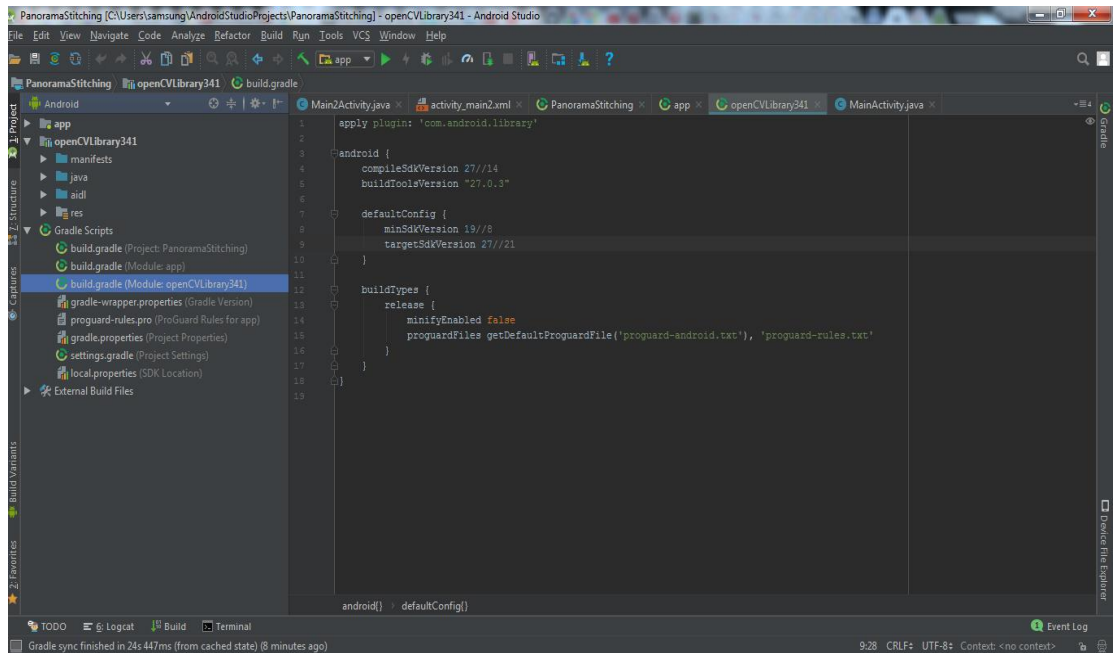 PanoramaStitching [C:\Users\samsung\AndroidStudioProjects\PanoramaStitching] - openCVLibrary341 - Android Studio
File Edit View Navigate Code Analyze Refactor Build Run Tools VCS Window Help
app
PanoramaStitching openCVLibrary341 build.gradle
Android
Main2Activity.java activity_main2.xml PanoramaStitching app openCVLibrary341 MainActivity.java
1: Project
Z: Structure
Captures
Build Variants
2: Favorites
app
openCVLibrary341
manifests
java
aidl
res
Gradle Scripts
build.gradle (Project: PanoramaStitching)
build.gradle (Module: app)
build.gradle (Module: openCVLibrary341)
gradle-wrapper.properties (Gradle Version)
proguard-rules.pro (ProGuard Rules for app)
gradle.properties (Project Properties)
settings.gradle (Project Settings)
local.properties (SDK Location)
External Build Files
1 apply plugin: 'com.android.library'
2
3 android {
4 compileSdkVersion 27//14
5 buildToolsVersion "27.0.3"
6
7 defaultConfig {
8 minSdkVersion 19//8
9 targetSdkVersion 27//21
10 }
11
12 buildTypes {
13 release {
14 minifyEnabled false
15 proguardFiles getDefaultProguardFile('proguard-android.txt'), 'proguard-rules.txt'
16 }
17 }
18 }
19
android{} defaultConfig{}
Gradle
Device File Explorer
TODO 6: Logcat Build Terminal
1 Event Log
Gradle sync finished in 24s 447ms (from cached state) (8 minutes ago)
9:28 CRLF UTF-8 Context: <no context>